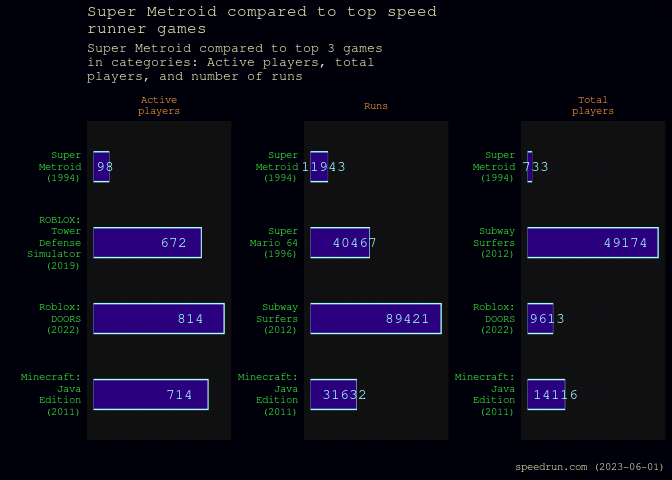 Super Metroid compared to top speed
runner games
Super Metroid compared to top 3 games
in categories: Active players, total
players, and number of runs
Active
players
Super
Metroid
(1994)
98
ROBLOX:
Tower
Defense
Simulator
(2019)
672
Roblox:
DOORS
(2022)
814
Minecraft:
Java
Edition
(2011)
714
Runs
Super
Metroid
(1994)
11943
Super
Mario 64
(1996)
40467
Subway
Surfers
(2012)
89421
Minecraft:
Java
Edition
(2011)
31632
Total
players
Super
Metroid
(1994)
733
Subway
Surfers
(2012)
49174
Roblox:
DOORS
(2022)
9613
Minecraft:
Java
Edition
(2011)
14116
speedrun.com (2023-06-01)